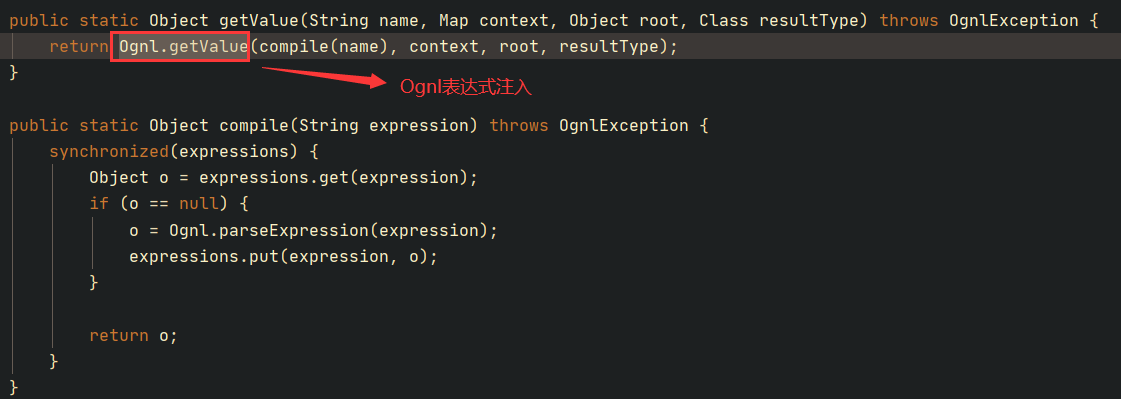 public static Object getValue(String name, Map context, Object root, Class resultType) throws OgnlException {
    return Ognl.getValue(compile(name), context, root, resultType);
}
Ognl表达式注入
public static Object compile(String expression) throws OgnlException {
    synchronized(expressions) {
        Object o = expressions.get(expression);
        if (o == null) {
            o = Ognl.parseExpression(expression);
            expressions.put(expression, o);
        }
        return o;
    }
}